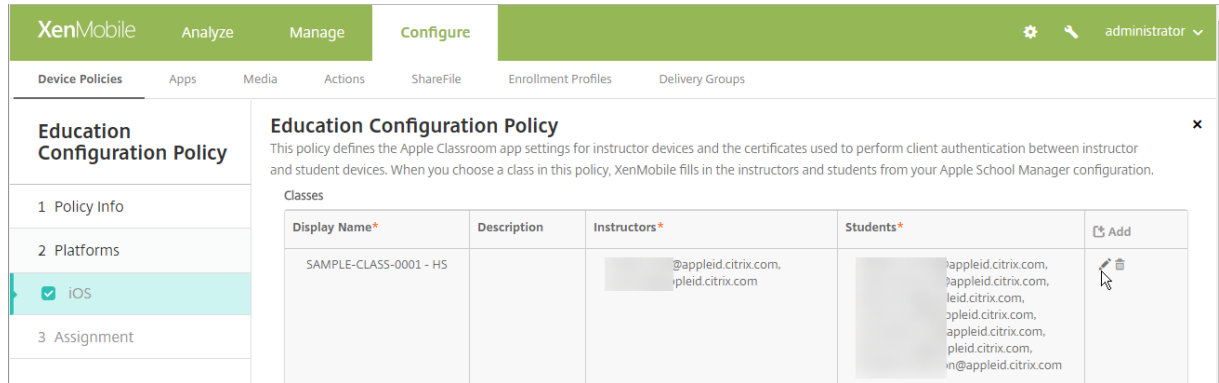 XenMobile Analyze Manage Configure administrator
Device Policies Apps Media Actions ShareFile Enrollment Profiles Delivery Groups
Education
Configuration Policy
1 Policy Info
2 Platforms
iOS
3 Assignment
Education Configuration Policy
This policy defines the Apple Classroom app settings for instructor devices and the certificates used to perform client authentication between instructor
and student devices. When you choose a class in this policy, XenMobile fills in the instructors and students from your Apple School Manager configuration.
Classes
Display Name* Description Instructors* Students* Add
SAMPLE-CLASS-0001 - HS
@appleid.citrix.com,
pleid.citrix.com
@appleid.citrix.com,
@appleid.citrix.com,
leid.citrix.com,
ppleid.citrix.com,
appleid.citrix.com,
pleid.citrix.com,
n@appleid.citrix.com